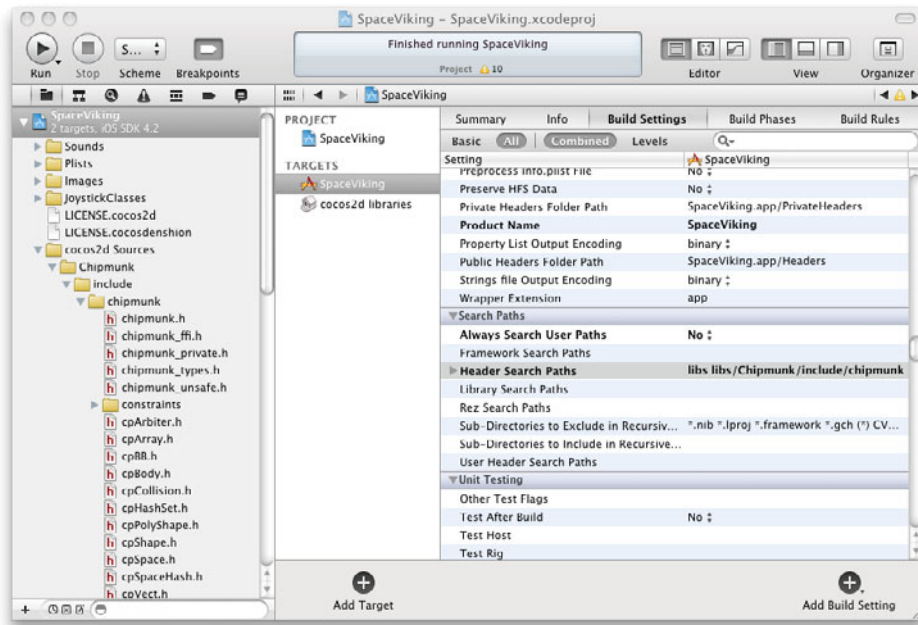 SpaceViking – SpaceViking.xcodeproj
Run
Stop
S...
Scheme
Breakpoints
Finished running SpaceViking
Project 10
Editor
View
Organizer
SpaceViking
SpaceViking
2 targets, iOS SDK 4.2
Sounds
Plists
Images
JoystickClasses
LICENSE.cocos2d
LICENSE.cocosdenshion
cocos2d Sources
Chipmunk
include
chipmunk
chipmunk.h
chipmunk_ffi.h
chipmunk_private.h
chipmunk_types.h
chipmunk_unsafe.h
constraints
cpArbiter.h
cpArray.h
cpBB.h
cpBody.h
cpCollision.h
cpHashSet.h
cpPolyShape.h
cpShape.h
cpSpace.h
cpSpaceHash.h
cpVect.h
PROJECT
SpaceViking
TARGETS
SpaceViking
cocos2d libraries
Summary Info Build Settings Build Phases Build Rules
Basic All Combined Levels
Setting SpaceViking
Preprocess Info.plist File No
Preserve HFS Data No
Private Headers Folder Path SpaceViking.app/PrivateHeaders
Product Name SpaceViking
Property List Output Encoding binary
Public Headers Folder Path SpaceViking.app/Headers
Strings file Output Encoding binary
Wrapper Extension app
Search Paths
Always Search User Paths No
Framework Search Paths
Header Search Paths libs libs/Chipmunk/include/chipmunk
Library Search Paths
Rez Search Paths
Sub-Directories to Exclude in Recursiv... *.nib *.lproj *.framework *.gch (*) CV...
Sub-Directories to Include in Recursive...
User Header Search Paths
Unit Testing
Other Test Flags
Test After Build No
Test Host
Test Rig
Add Target
Add Build Setting